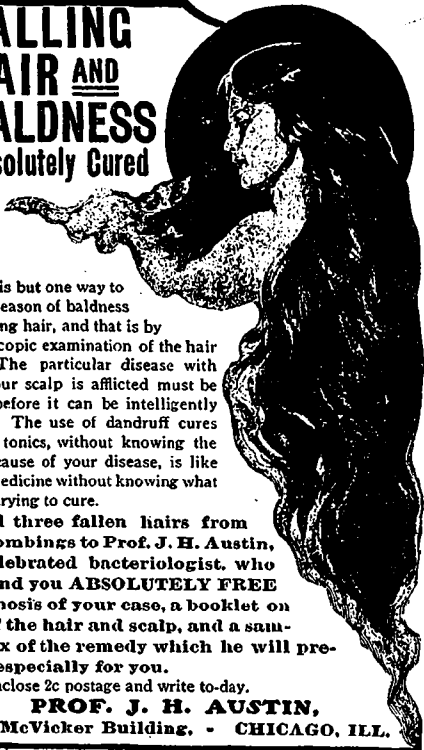 ALLING
AIR AND
ALDNESS
solutely Cured
is but one way to
eason of baldness
ng hair, and that is by
copic examination of the hair
The particular disease with
ur scalp is afflicted must be
efore it can be intelligently
The use of dandruff cures
tonics, without knowing the
ause of your disease, is like
edicine without knowing what
rying to cure.
d three fallen hairs from
ombings to Prof. J. H. Austin,
lebrated bacteriologist, who
nd you ABSOLUTELY FREE
nosis of your case, a booklet on
f the hair and scalp, and a sam-
x of the remedy which he will pre-
especially for you.
nclose 2c postage and write to-day.
PROF. J. H. AUSTIN,
McVicker Building, - CHICAGO, ILL.